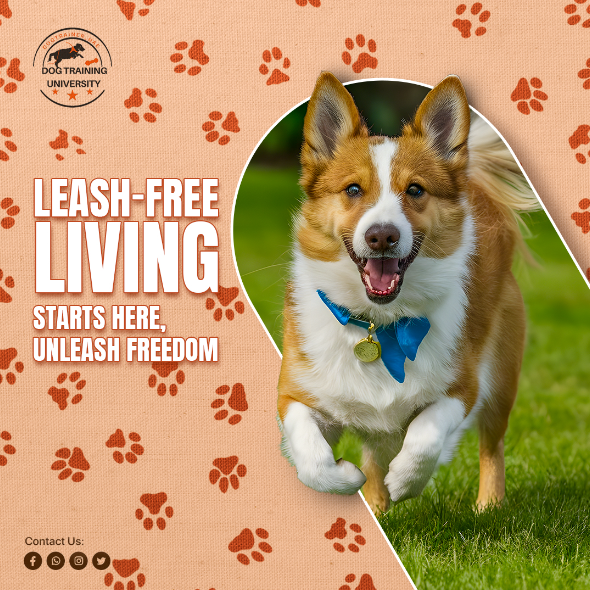 DOG TRAINING
UNIVERSITY
LEASH-FREE
LIVING
STARTS HERE,
UNLEASH FREEDOM
Contact Us: